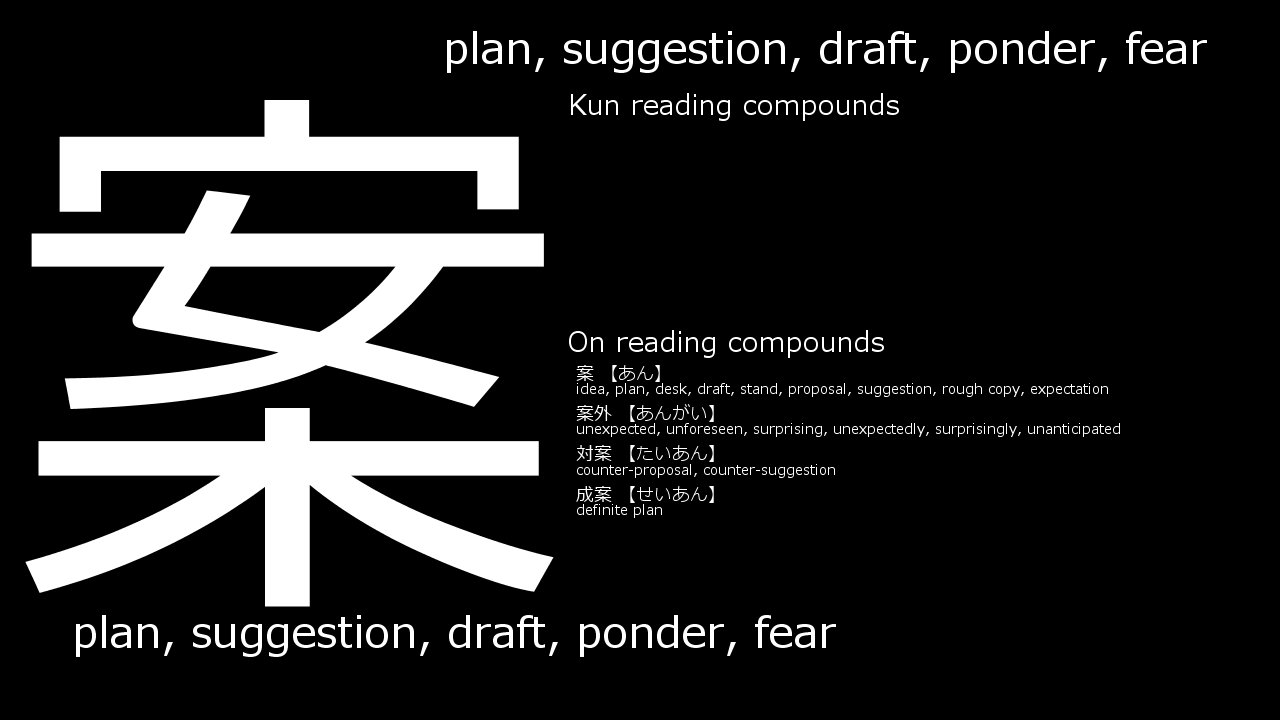 plan, suggestion, draft, ponder, fear
案
Kun reading compounds
On reading compounds
案 【あん】
idea, plan, desk, draft, stand, proposal, suggestion, rough copy, expectation
案外 【あんがい】
unexpected, unforeseen, surprising, unexpectedly, surprisingly, unanticipated
対案 【たいあん】
counter-proposal, counter-suggestion
成案 【せいあん】
definite plan
plan, suggestion, draft, ponder, fear